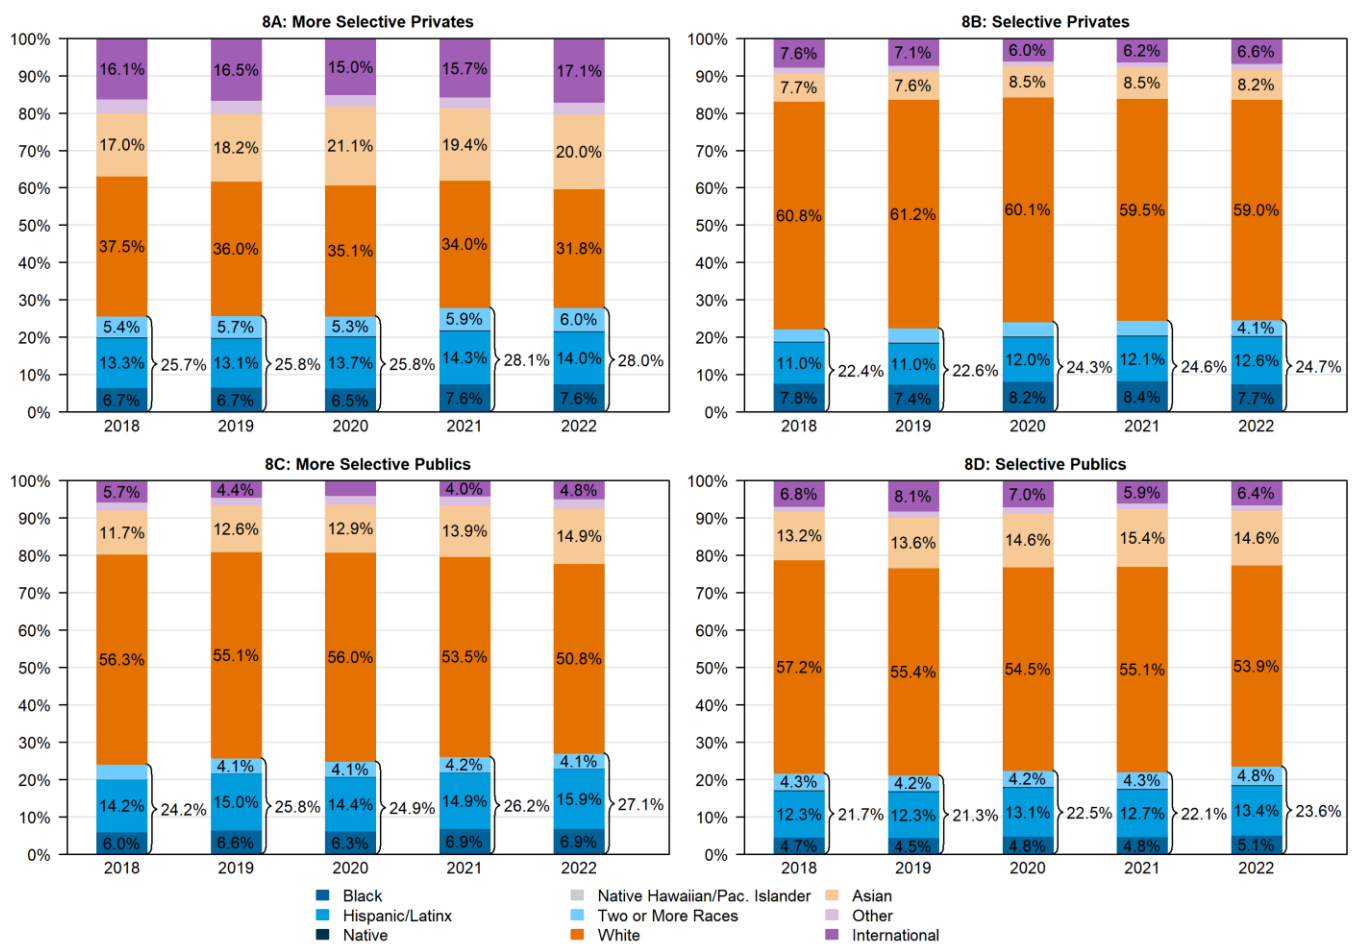 8A: More Selective Privates
100%
90%
80%
70%
60%
50%
40%
30%
20%
10%
0%
16.1% 16.5% 15.0% 15.7% 17.1%
17.0% 18.2% 21.1% 19.4% 20.0%
37.5% 36.0% 35.1% 34.0% 31.8%
5.4% 5.7% 5.3% 5.9% 6.0%
13.3% 25.7% 13.1% 25.8% 13.7% 25.8% 14.3% 28.1% 14.0% 28.0%
6.7% 6.7% 6.5% 7.6% 7.6%
2018 2019 2020 2021 2022
8B: Selective Privates
100%
90%
80%
70%
60%
50%
40%
30%
20%
10%
0%
7.6% 7.1% 6.0% 6.2% 6.6%
7.7% 7.6% 8.5% 8.5% 8.2%
60.8% 61.2% 60.1% 59.5% 59.0%
4.1%
11.0% 22.4% 11.0% 22.6% 12.0% 24.3% 12.1% 24.6% 12.6% 24.7%
7.8% 7.4% 8.2% 8.4% 7.7%
2018 2019 2020 2021 2022
8C: More Selective Publics
100%
90%
80%
70%
60%
50%
40%
30%
20%
10%
0%
5.7% 4.4% 4.0% 4.8%
11.7% 12.6% 12.9% 13.9% 14.9%
56.3% 55.1% 56.0% 53.5% 50.8%
4.1% 4.1% 4.2% 4.1%
14.2% 24.2% 15.0% 25.8% 14.4% 24.9% 14.9% 26.2% 15.9% 27.1%
6.0% 6.6% 6.3% 6.9% 6.9%
2018 2019 2020 2021 2022
8D: Selective Publics
100%
90%
80%
70%
60%
50%
40%
30%
20%
10%
0%
6.8% 8.1% 7.0% 5.9% 6.4%
13.2% 13.6% 14.6% 15.4% 14.6%
57.2% 55.4% 54.5% 55.1% 53.9%
4.3% 4.2% 4.2% 4.3% 4.8%
12.3% 21.7% 12.3% 21.3% 13.1% 22.5% 12.7% 22.1% 13.4% 23.6%
4.7% 4.5% 4.8% 4.8% 5.1%
2018 2019 2020 2021 2022
Black
Hispanic/Latinx
Native
Native Hawaiian/Pac. Islander
Two or More Races
White
Asian
Other
International